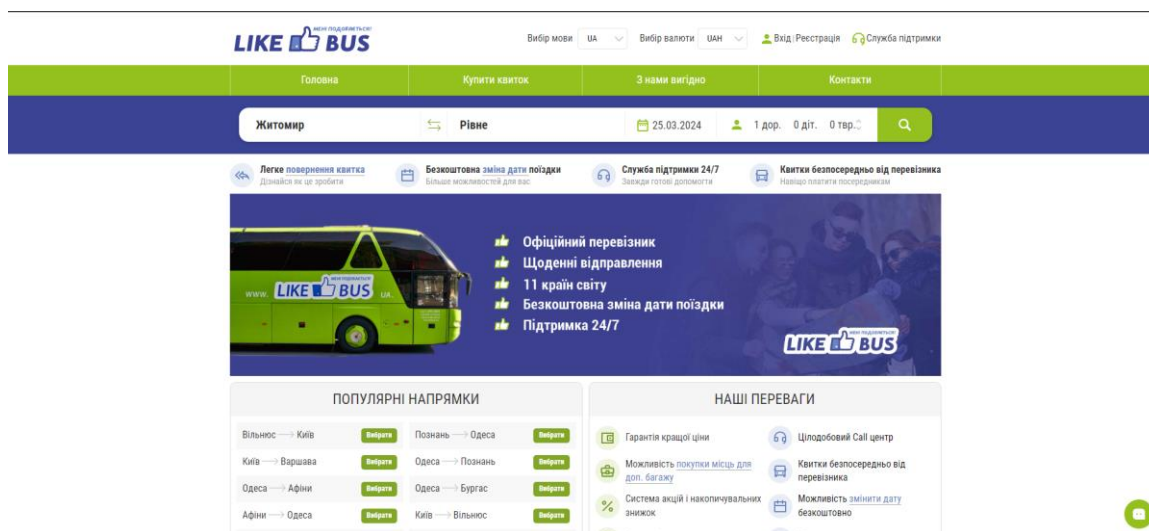 LIKE BUS
МЕНІ ПОДОБАЄТЬСЯ!
Вибір мови UA Вибір валюти UAH Вхід|Реєстрація Служба підтримки
Головна Купити квиток З нами вигідно Контакти
Житомир Рівне 25.03.2024 1 дор. 0 діт. 0 твр.
Легке повернення квитка
Дізнайся як це зробити
Безкоштовна зміна дати поїздки
Більше можливостей для вас
Служба підтримки 24/7
Завжди готові допомогти
Квитки безпосередньо від перевізника
Навіщо платити посередникам
Офіційний перевізник
Щоденні відправлення
11 країн світу
Безкоштовна зміна дати поїздки
Підтримка 24/7
www. LIKE BUS UA.
LIKE BUS
ПОПУЛЯРНІ НАПРЯМКИ
Вільнюс Київ Вибрати Познань Одеса Вибрати
Київ Варшава Вибрати Одеса Познань Вибрати
Одеса Афіни Вибрати Одеса Бургас Вибрати
Афіни Одеса Вибрати Київ Вільнюс Вибрати
НАШІ ПЕРЕВАГИ
Гарантія кращої ціни
Цілодобовий Call центр
Можливість покупки місць для
доп. багажу
Квитки безпосередньо від
перевізника
Система акцій і накопичувальних
знижок
Можливість змінити дату
безкоштовно